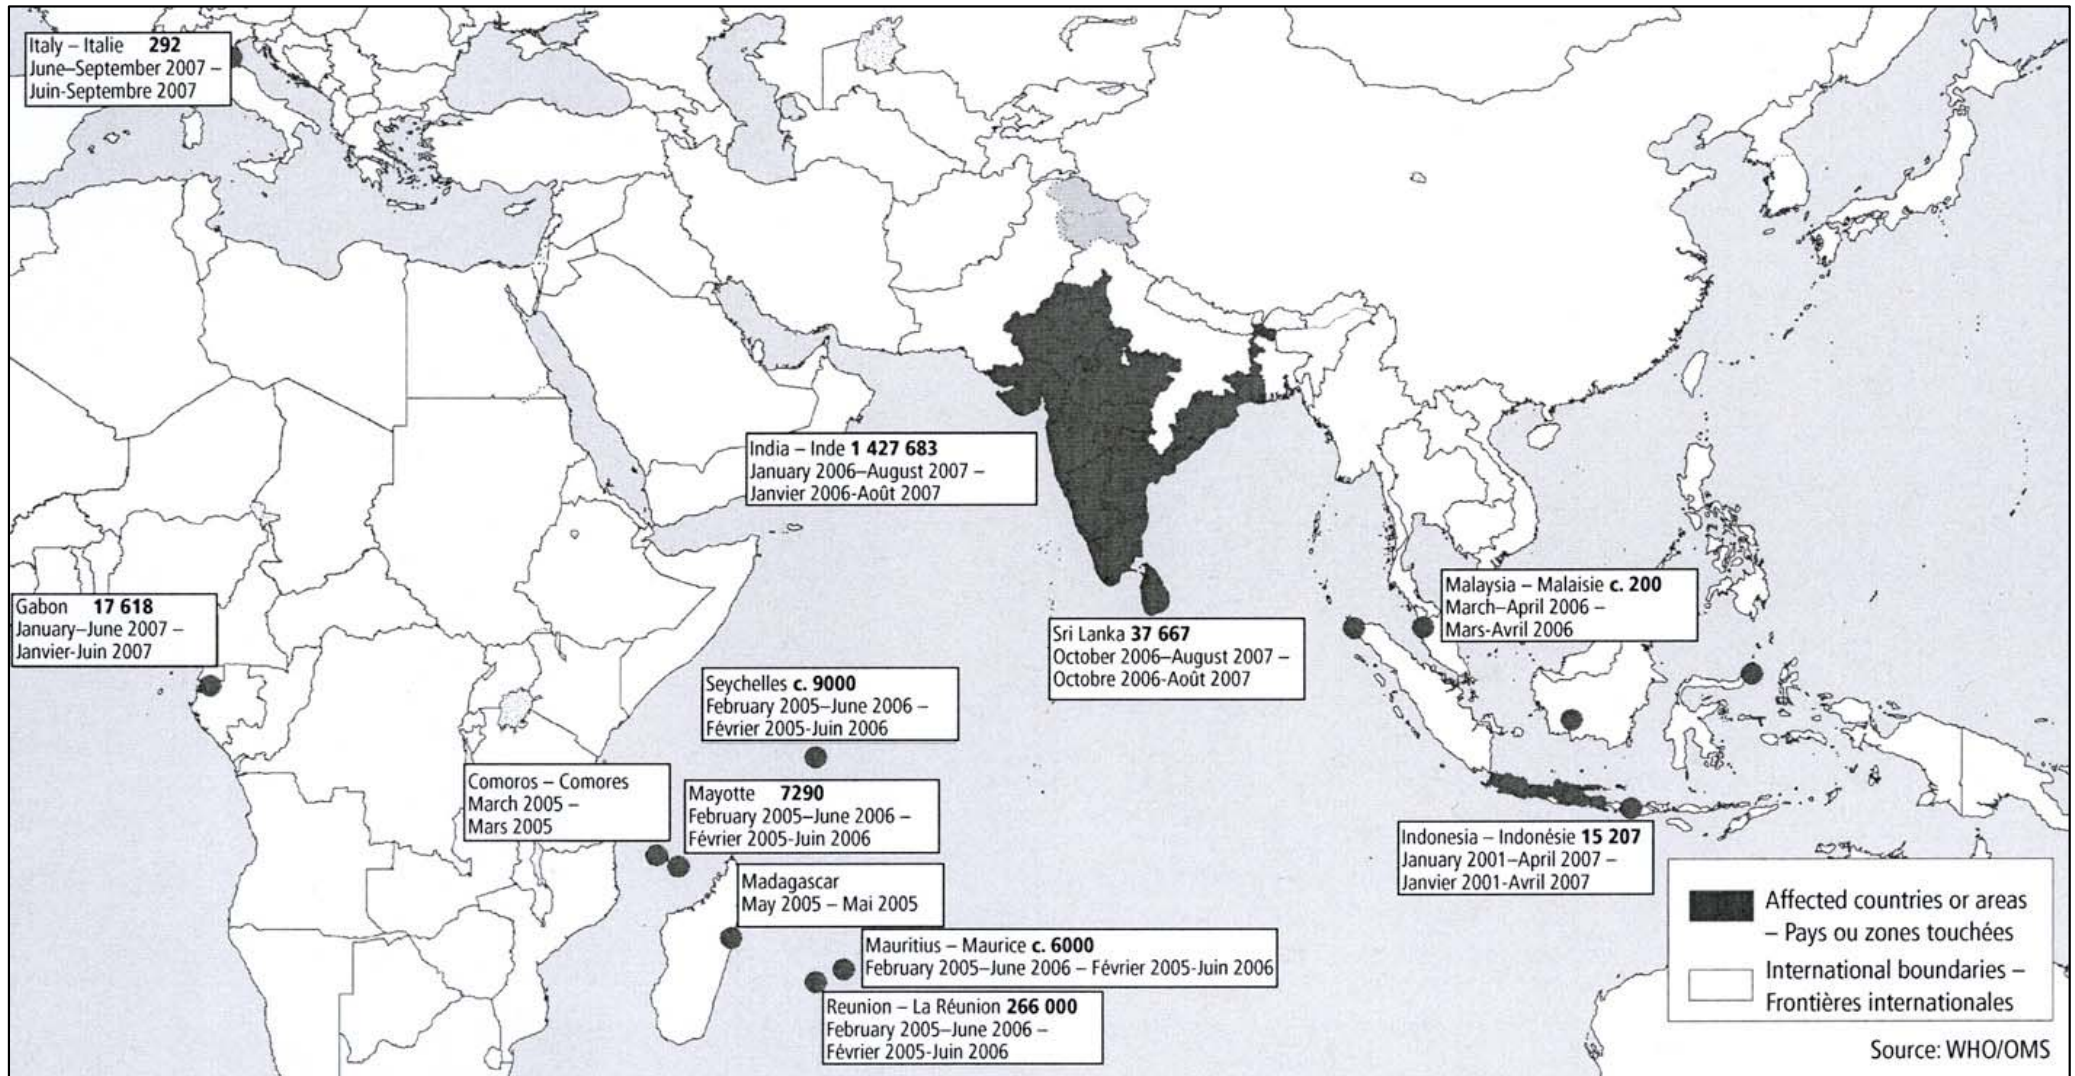 Italy – Italie 292
June–September 2007 –
Juin-Septembre 2007
India – Inde 1 427 683
January 2006–August 2007 –
Janvier 2006-Août 2007
Gabon 17 618
January–June 2007 –
Janvier-Juin 2007
Malaysia – Malaisie c. 200
March–April 2006 –
Mars-Avril 2006
Sri Lanka 37 667
October 2006–August 2007 –
Octobre 2006-Août 2007
Seychelles c. 9000
February 2005–June 2006 –
Février 2005-Juin 2006
Comoros – Comores
March 2005 –
Mars 2005
Mayotte 7290
February 2005–June 2006 –
Février 2005-Juin 2006
Indonesia – Indonésie 15 207
January 2001–April 2007 –
Janvier 2001-Avril 2007
Madagascar
May 2005 – Mai 2005
Mauritius – Maurice c. 6000
February 2005–June 2006 – Février 2005-Juin 2006
Reunion – La Réunion 266 000
February 2005–June 2006 –
Février 2005-Juin 2006
Affected countries or areas
– Pays ou zones touchées
International boundaries –
Frontières internationales
Source: WHO/OMS